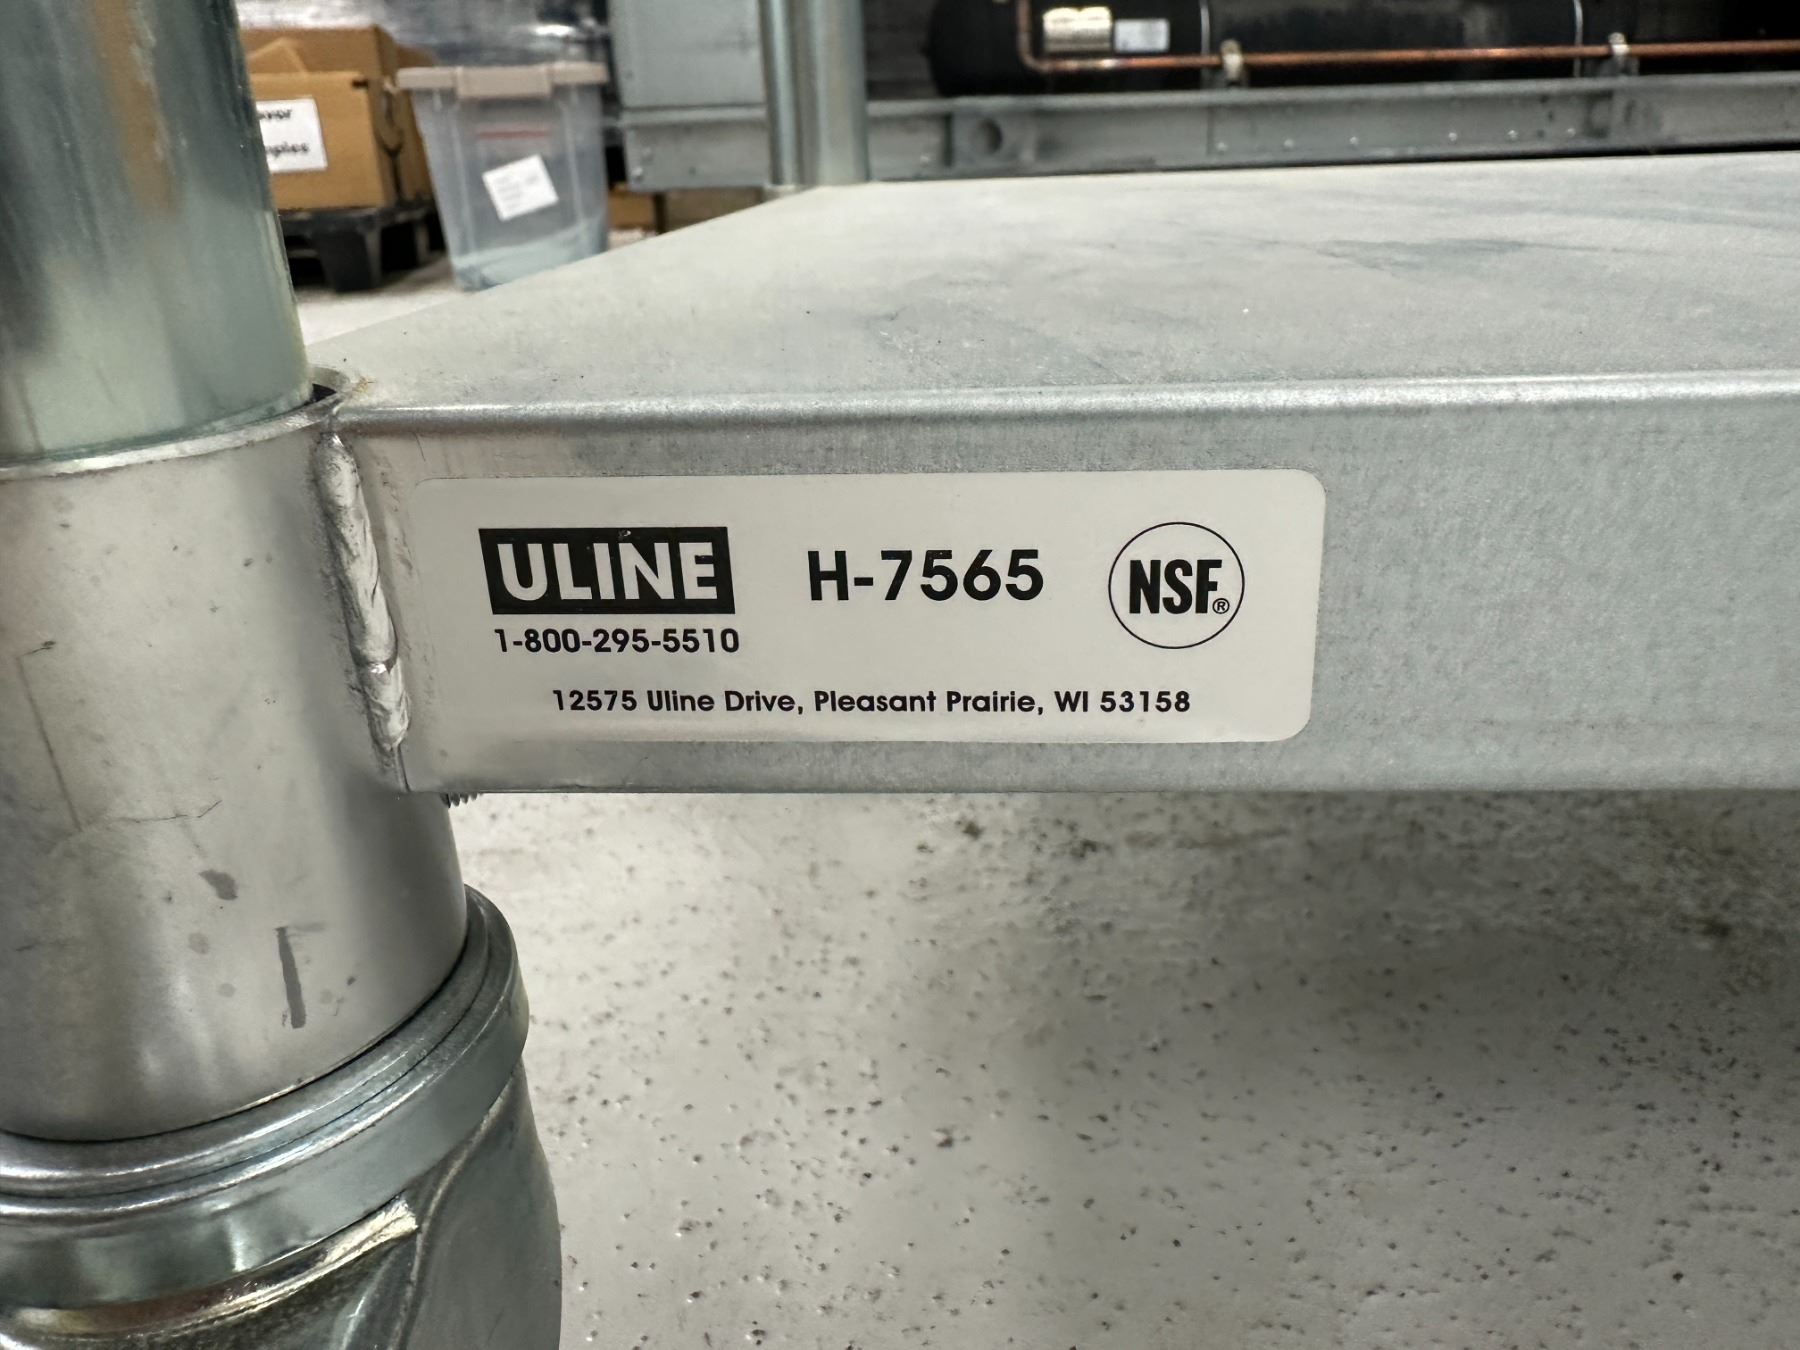 ULINE
H-7565
NSF®
1-800-295-5510
12575 Uline Drive, Pleasant Prairie, WI 53158